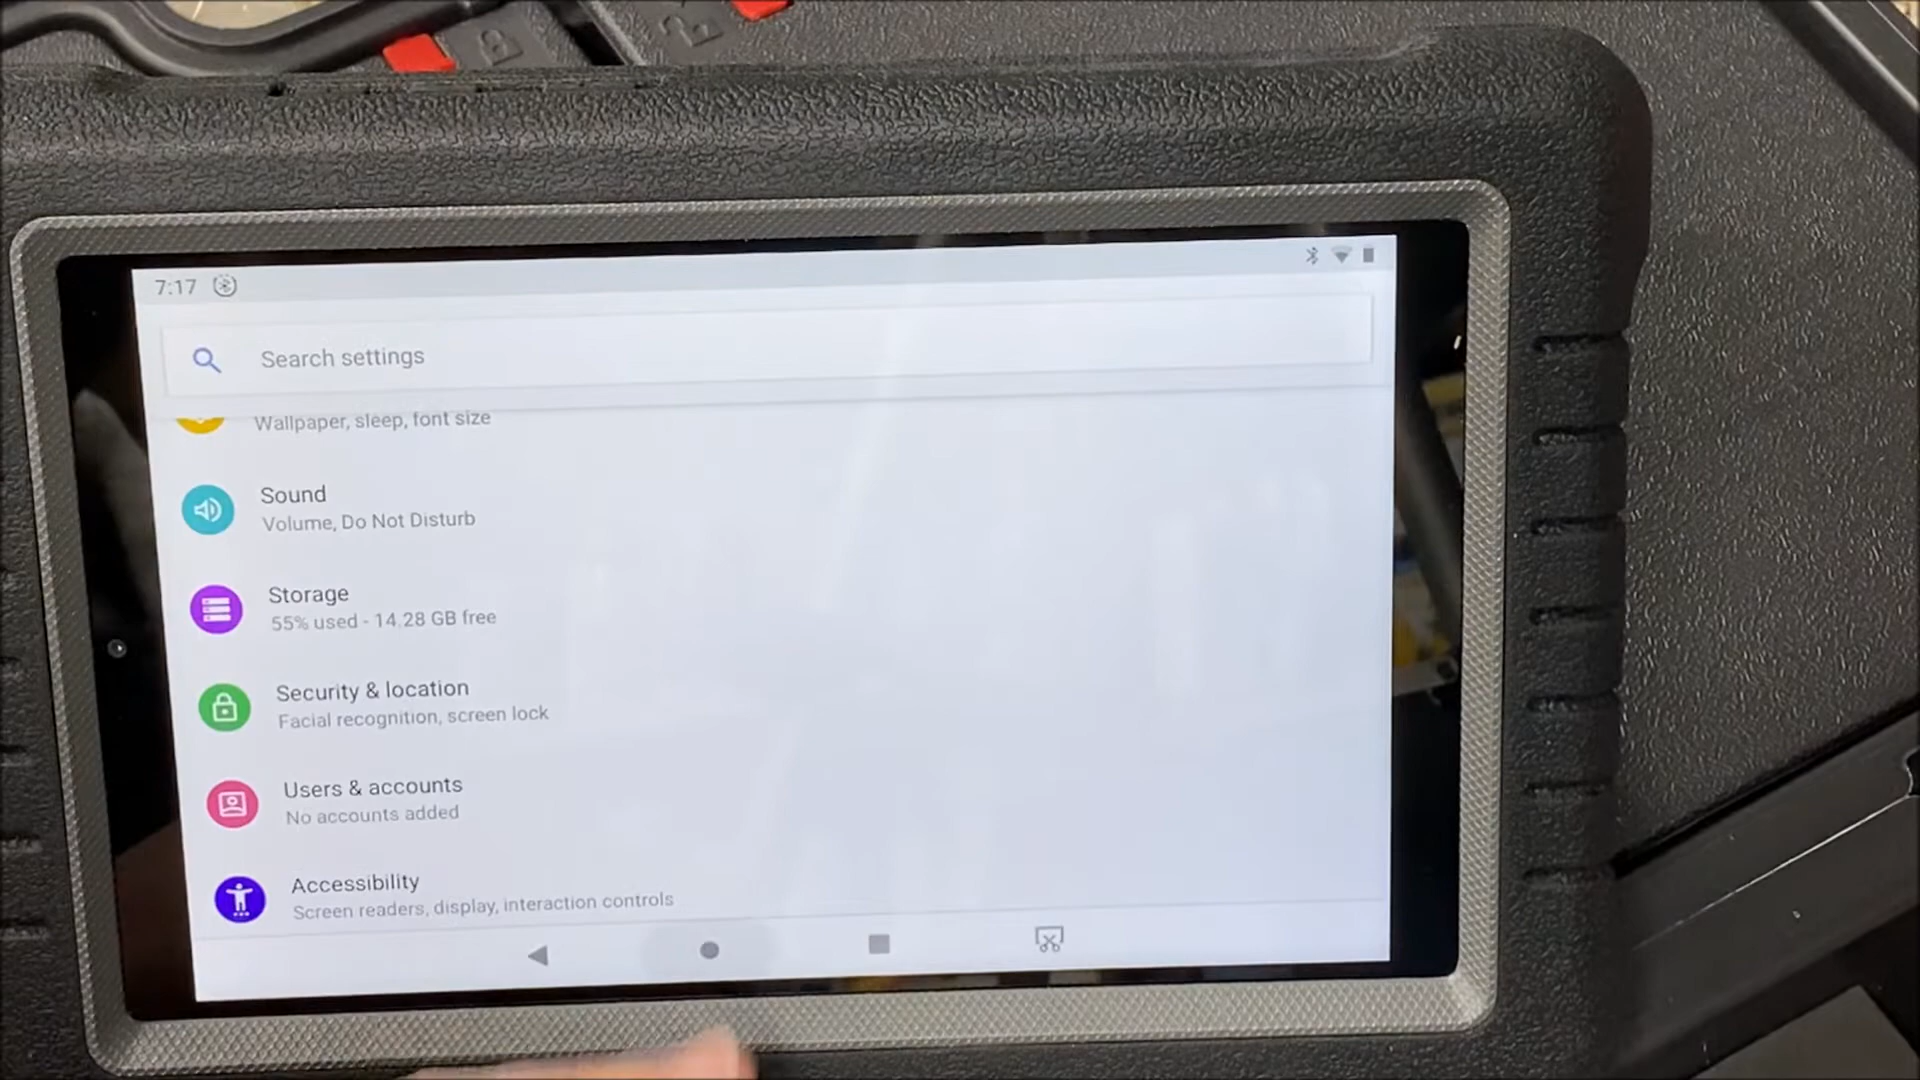 7:17
Search settings
Wallpaper, sleep, font size
Sound
Volume, Do Not Disturb
Storage
55% used - 14.28 GB free
Security & location
Facial recognition, screen lock
Users & accounts
No accounts added
Accessibility
Screen readers, display, interaction controls